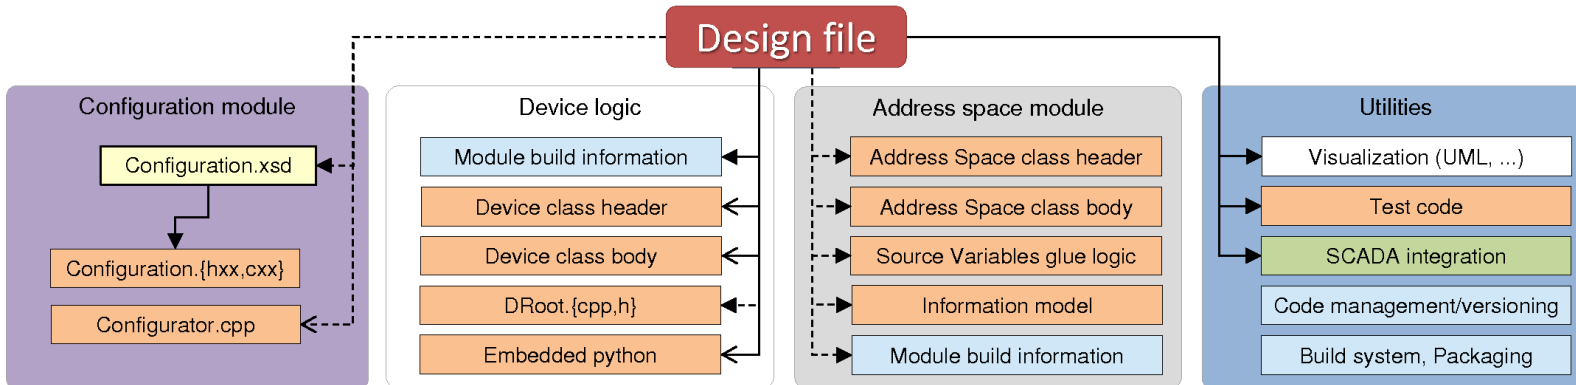 Design file
Configuration module
Configuration.xsd
Configuration.{hxx,cxx}
Configurator.cpp
Device logic
Module build information
Device class header
Device class body
DRoot.{cpp,h}
Embedded python
Address space module
Address Space class header
Address Space class body
Source Variables glue logic
Information model
Module build information
Utilities
Visualization (UML, ...)
Test code
SCADA integration
Code management/versioning
Build system, Packaging